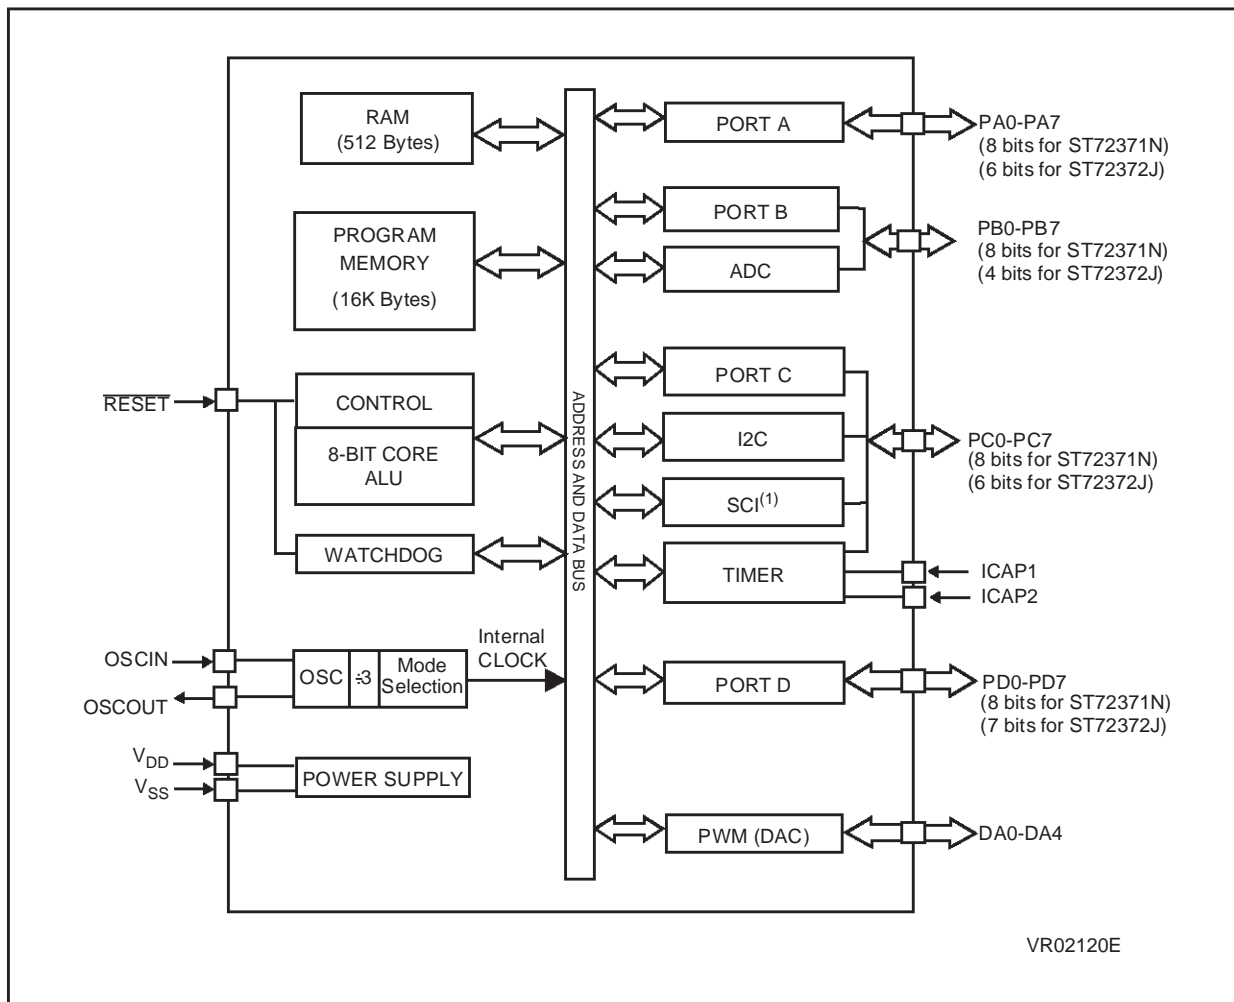 RAM
(512 Bytes)
PROGRAM
MEMORY
(16K Bytes)
RESET
CONTROL
8-BIT CORE
ALU
WATCHDOG
OSCIN
OSCOUT
OSC
÷3
Mode
Selection
Internal
CLOCK
VDD
VSS
POWER SUPPLY
ADDRESS AND DATA BUS
PORT A
PA0-PA7
(8 bits for ST72371N)
(6 bits for ST72372J)
PORT B
ADC
PB0-PB7
(8 bits for ST72371N)
(4 bits for ST72372J)
PORT C
I2C
SCI(1)
TIMER
PC0-PC7
(8 bits for ST72371N)
(6 bits for ST72372J)
ICAP1
ICAP2
PORT D
PD0-PD7
(8 bits for ST72371N)
(7 bits for ST72372J)
PWM (DAC)
DA0-DA4
VR02120E